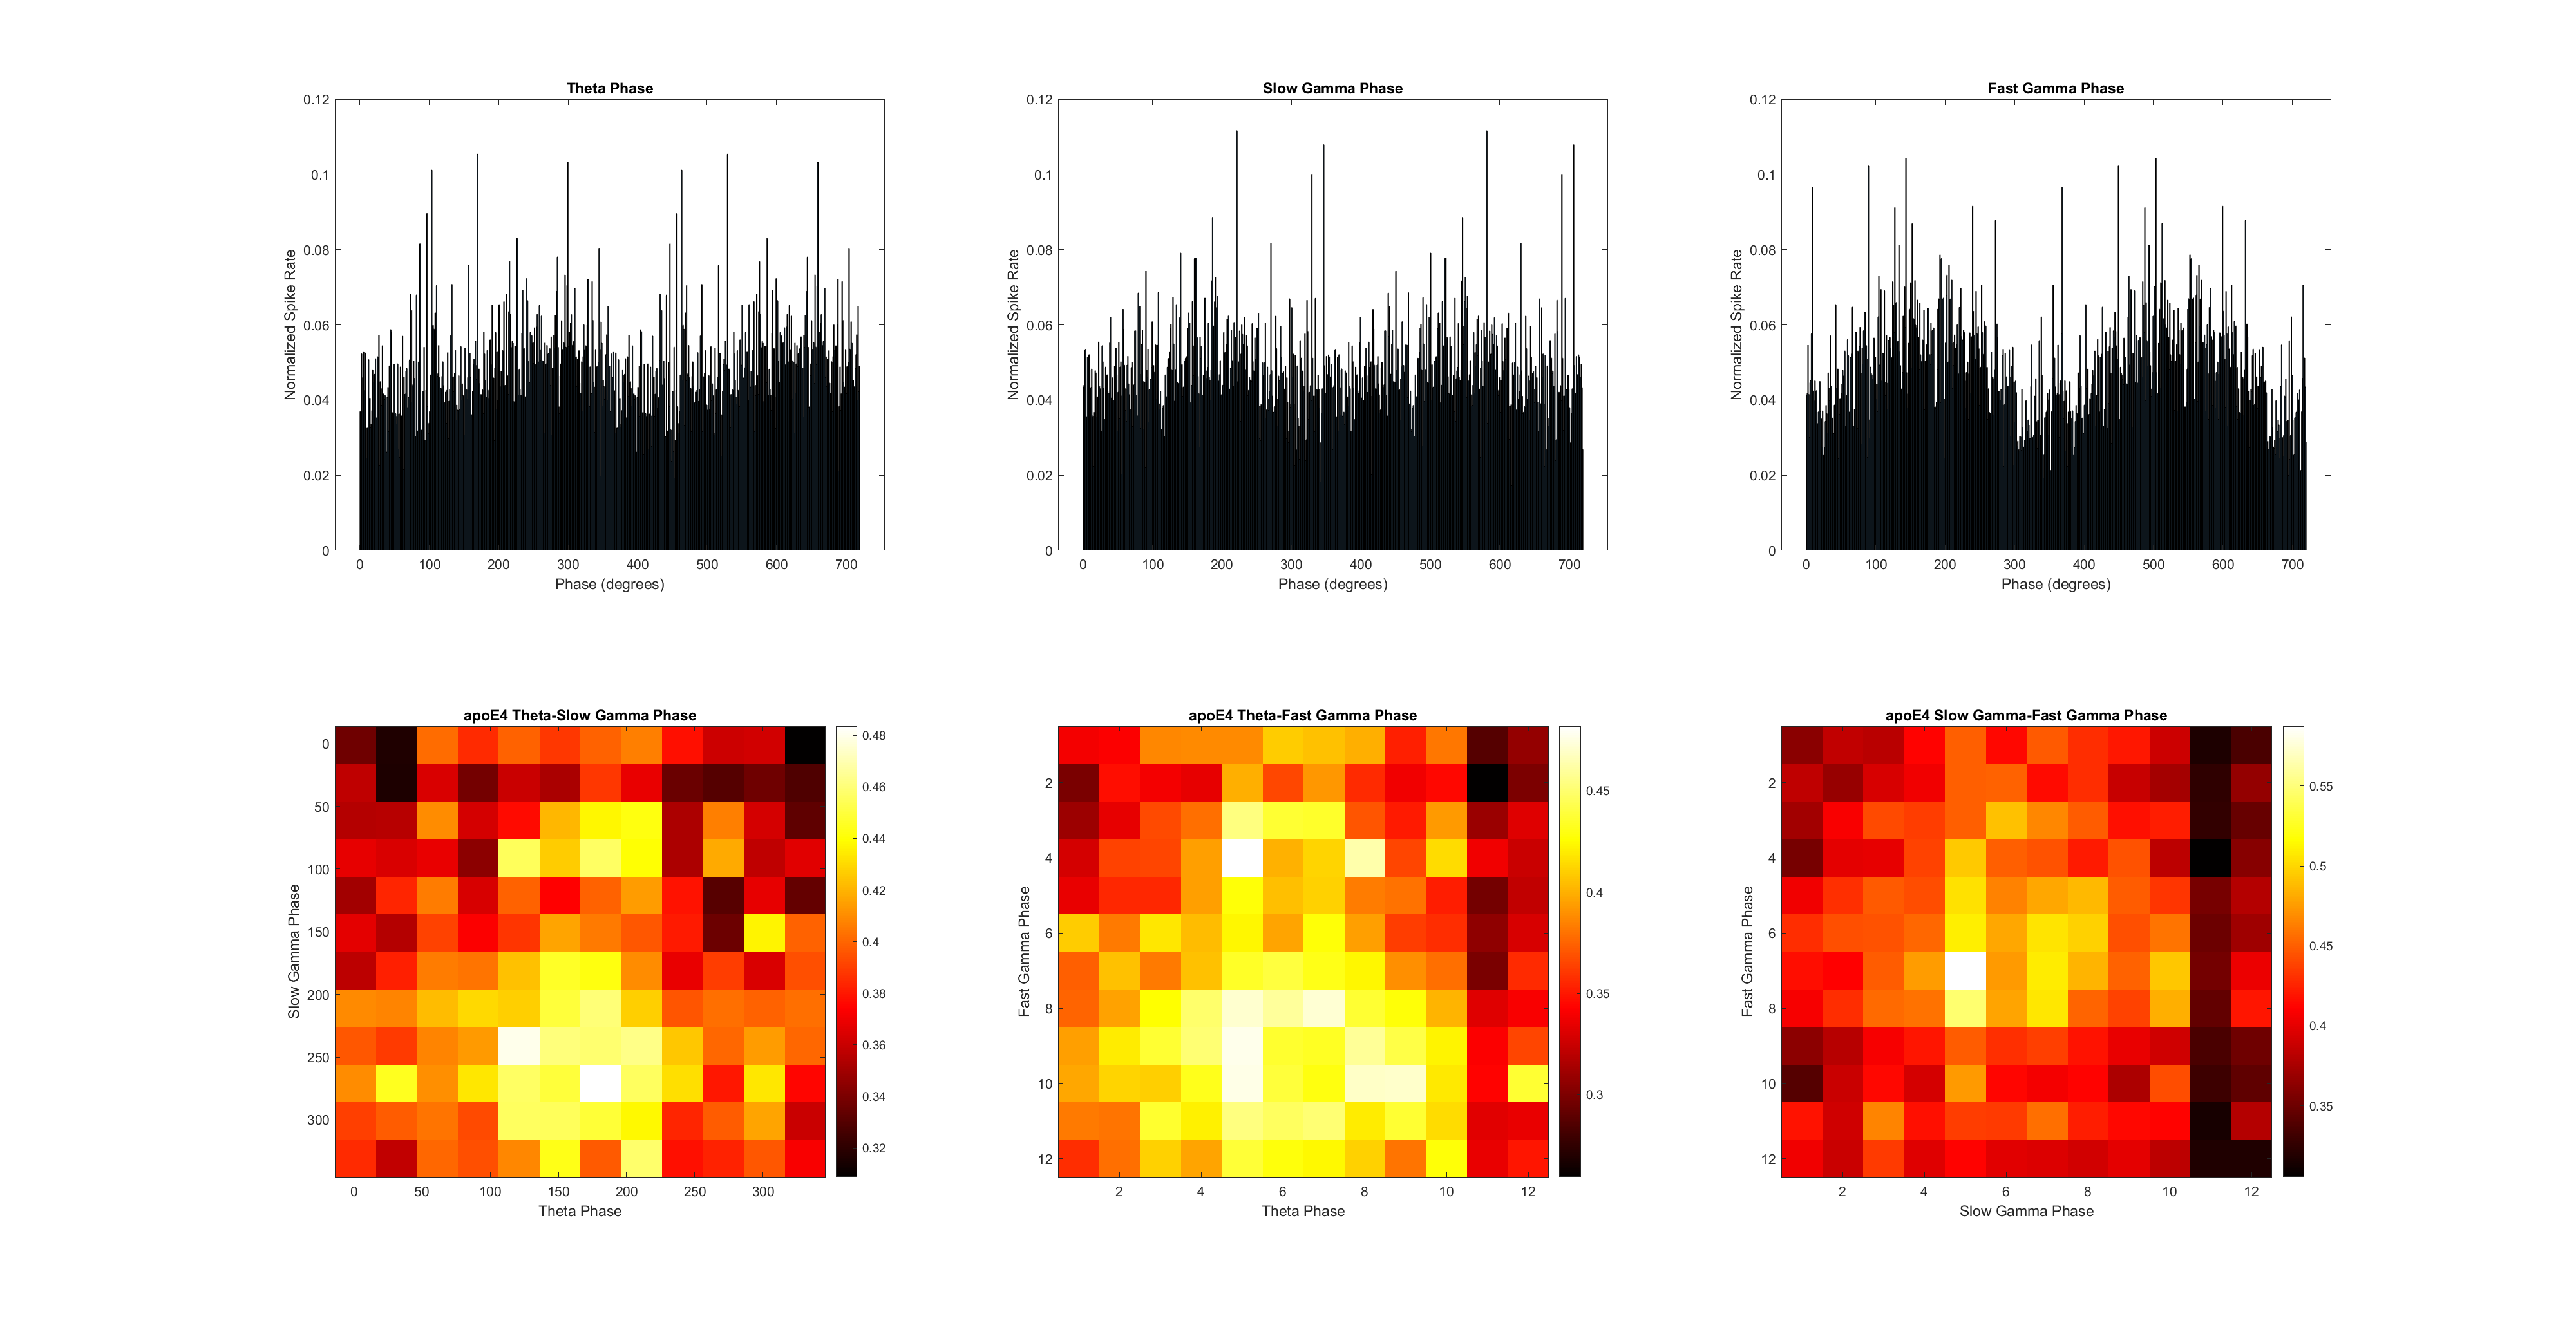 Theta Phase
0.12
0.1
0.08
0.06
0.04
0.02
0
Normalized Spike Rate
0 100 200 300 400 500 600 700
Phase (degrees)
Slow Gamma Phase
0.12
0.1
0.08
0.06
0.04
0.02
0
Normalized Spike Rate
0 100 200 300 400 500 600 700
Phase (degrees)
Fast Gamma Phase
0.12
0.1
0.08
0.06
0.04
0.02
0
Normalized Spike Rate
0 100 200 300 400 500 600 700
Phase (degrees)
apoE4 Theta-Slow Gamma Phase
0
50
100
150
200
250
300
Slow Gamma Phase
0 50 100 150 200 250 300
Theta Phase
0.48
0.46
0.44
0.42
0.4
0.38
0.36
0.34
0.32
apoE4 Theta-Fast Gamma Phase
2
4
6
8
10
12
Fast Gamma Phase
2 4 6 8 10 12
Theta Phase
0.45
0.4
0.35
0.3
apoE4 Slow Gamma-Fast Gamma Phase
2
4
6
8
10
12
Fast Gamma Phase
2 4 6 8 10 12
Slow Gamma Phase
0.55
0.5
0.45
0.4
0.35